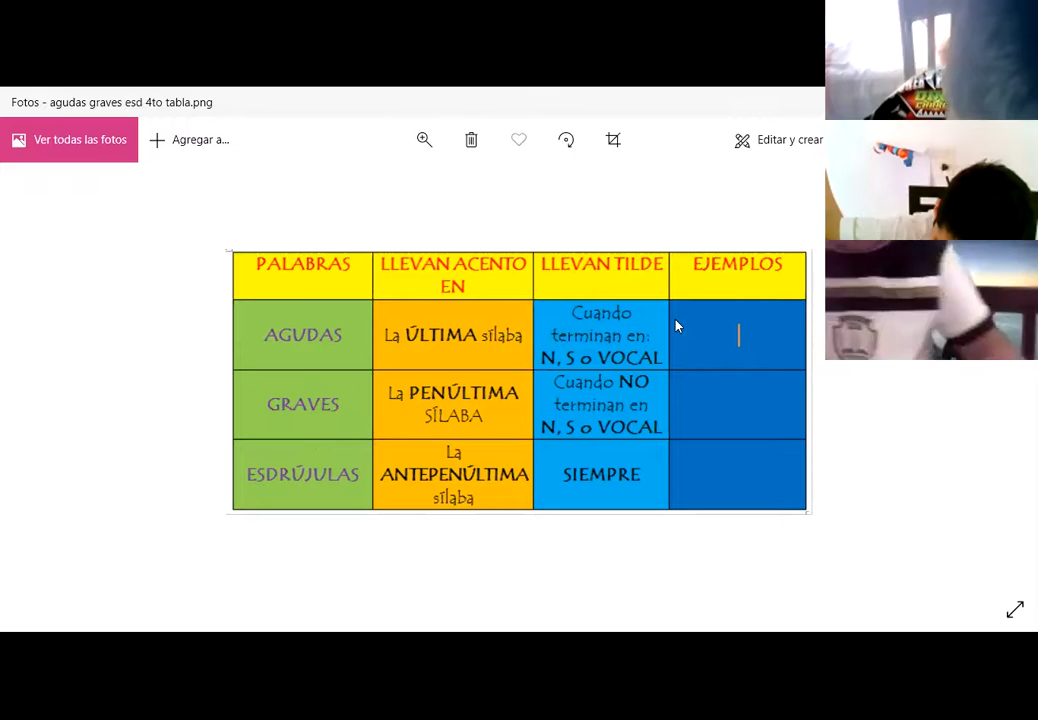 Fotos - agudas graves esd 4to tabla.png
Ver todas las fotos
Agregar a...
Editar y crear
PALABRAS
LLEVAN ACENTO
EN
LLEVAN TILDE
EJEMPLOS
AGUDAS
La ÚLTIMA sílaba
Cuando
terminan en:
N, S o VOCAL
GRAVES
La PENÚLTIMA
SÍLABA
Cuando NO
terminan en
N, S o VOCAL
ESDRÚJULAS
La
ANTEPENÚLTIMA
sílaba
SIEMPRE